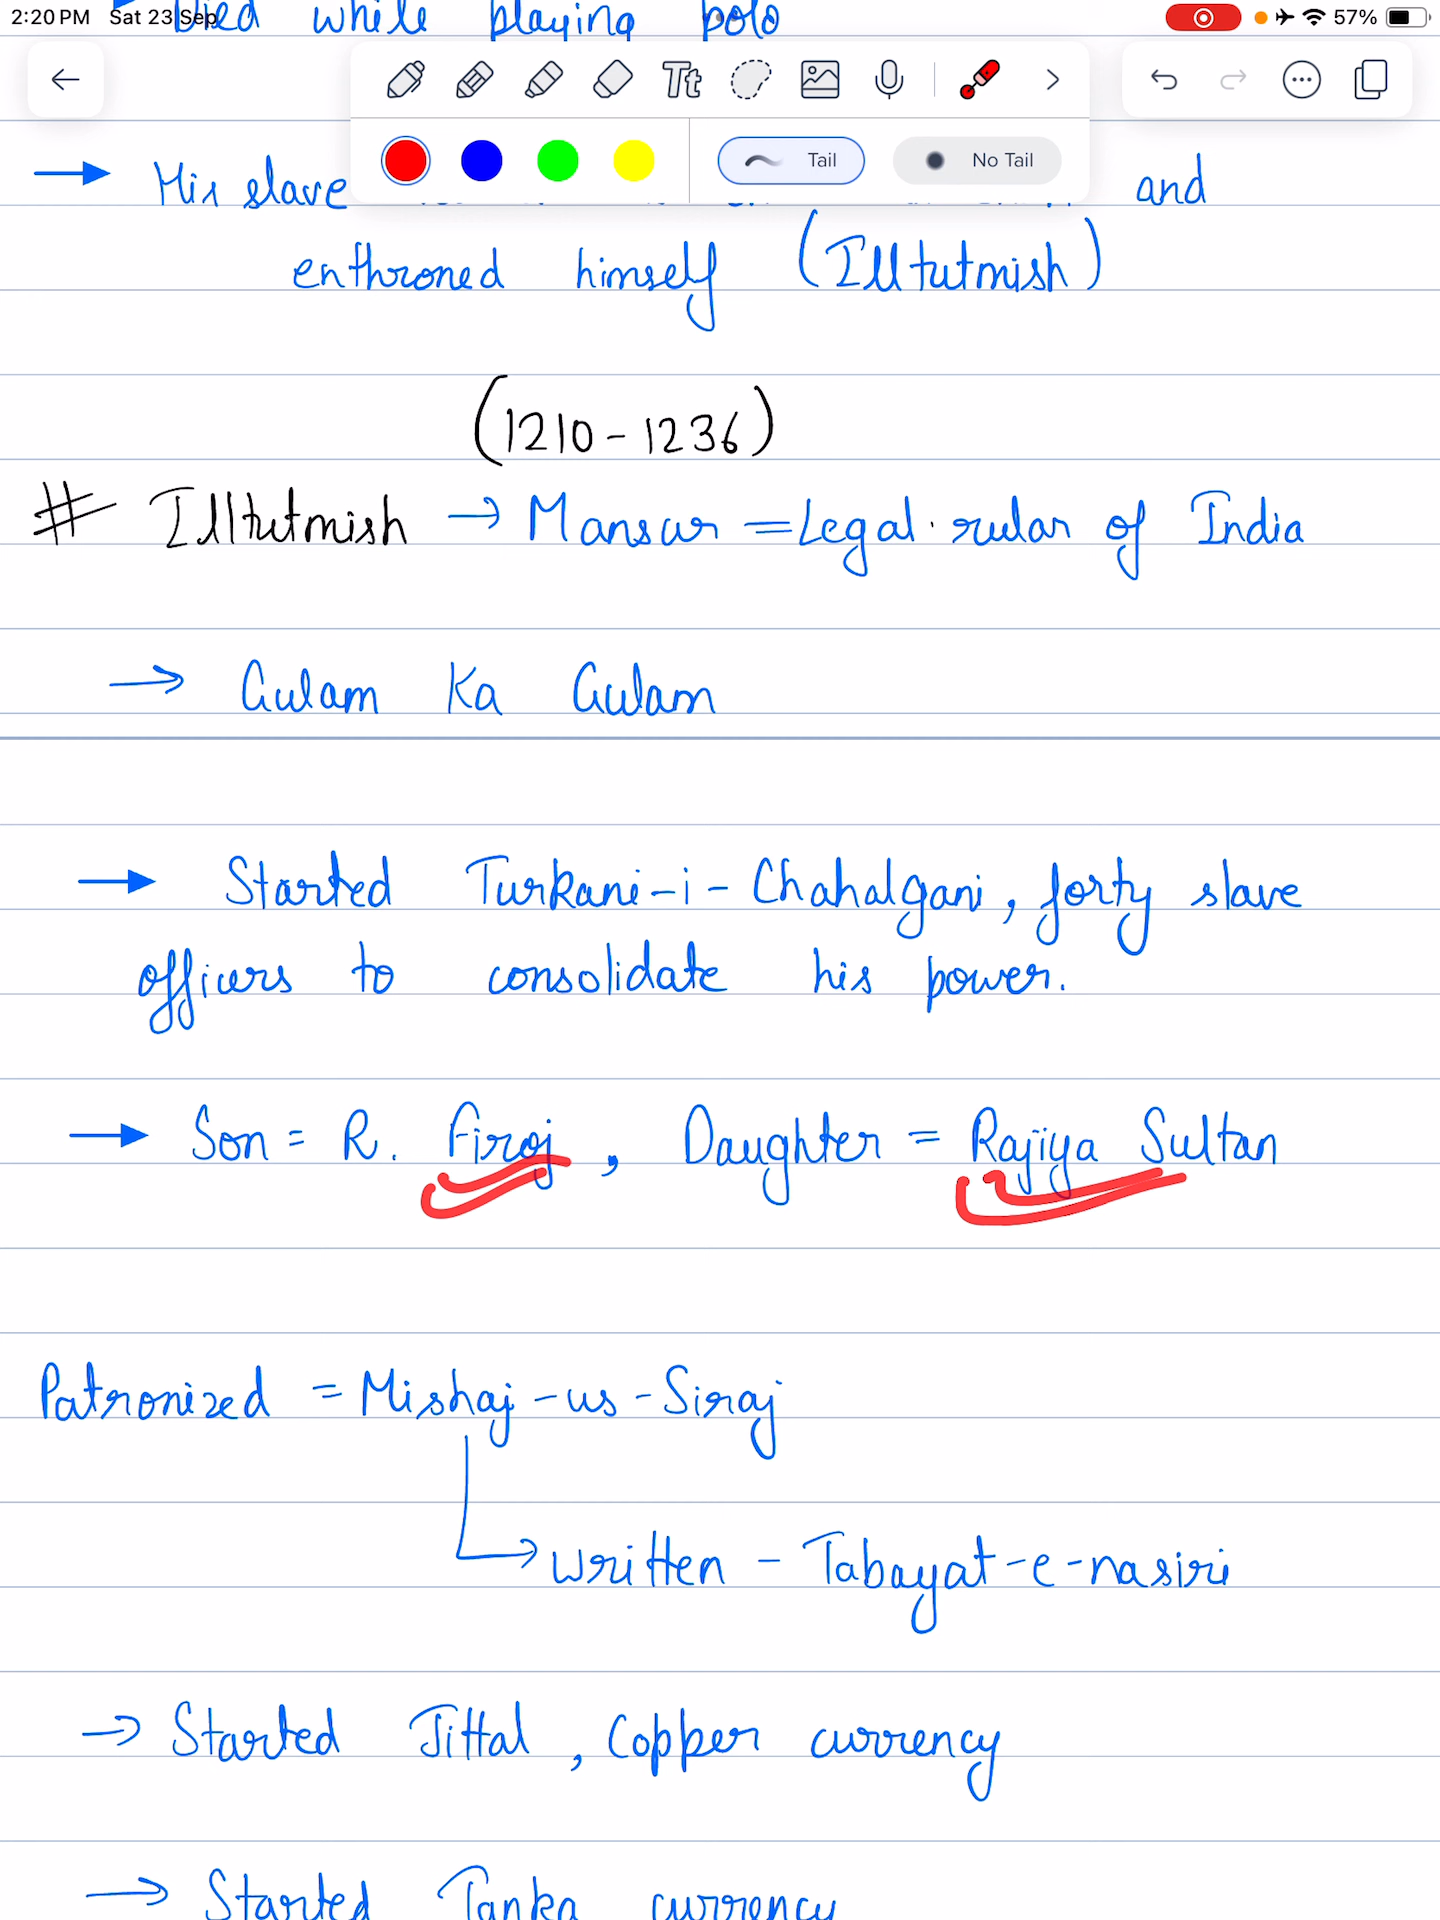 2:20 PM Sat 23 Sep
57%
Died while playing polo
Tt
Tail
No Tail
His slave and
enthroned himself (Illtutmish)
(1210-1236)
# Illtutmish → Mansur = Legal. rular of India
→ Gulam Ka Gulam
→ Started Turkani-i-Chahalgani, forty slave
officers to consolidate his power.
→ Son = R. Firoj, Daughter = Rajiya Sultan
Patronized = Mishaj-us-Siraj
→ written - Tabayat-e-nasiri
→ Started Jittal, Copper currency
→ Started Tanka currency